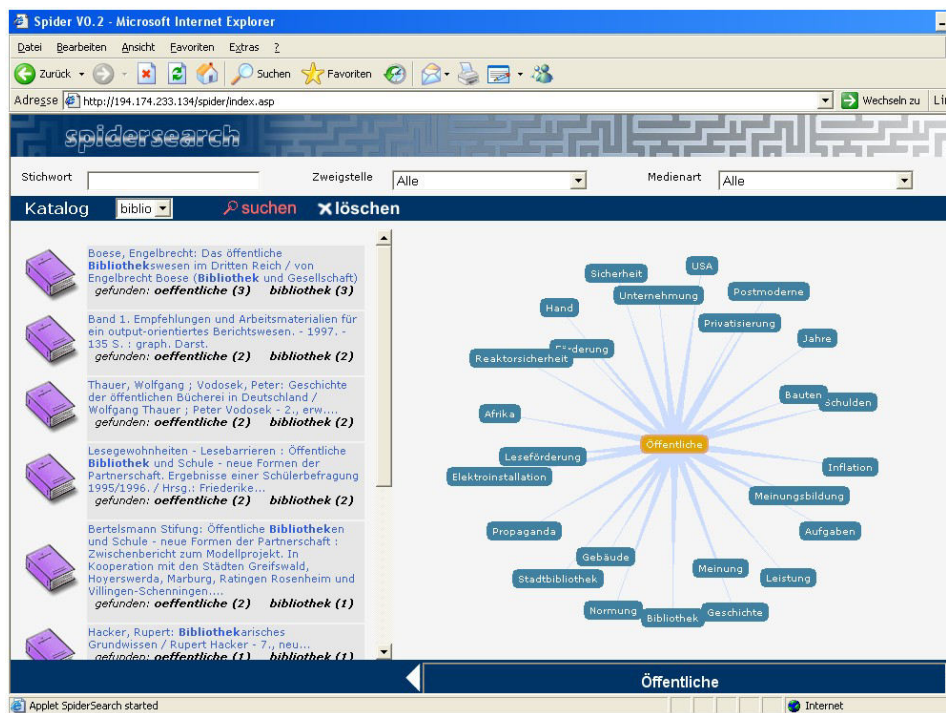 Spider V0.2 - Microsoft Internet Explorer
Datei Bearbeiten Ansicht Favoriten Extras ?
Zurück Suchen Favoriten
Adresse http://194.174.233.134/spider/index.asp Wechseln zu
spidersearch
Stichwort Zweigstelle Alle Medienart Alle
Katalog biblio suchen löschen
Boese, Engelbrecht: Das öffentliche
Bibliothekswesen im Dritten Reich / von
Engelbrecht Boese (Bibliothek und Gesellschaft)
gefunden: oeffentliche (3) bibliothek (3)
Band 1. Empfehlungen und Arbeitsmaterialien für
ein output-orientiertes Berichtswesen. - 1997. -
135 S. : graph. Darst.
gefunden: oeffentliche (2) bibliothek (2)
Thauer, Wolfgang ; Vodosek, Peter: Geschichte
der öffentlichen Bücherei in Deutschland /
Wolfgang Thauer ; Peter Vodosek - 2., erw....
gefunden: oeffentliche (2) bibliothek (2)
Lesegewohnheiten - Lesebarrieren : Öffentliche
Bibliothek und Schule - neue Formen der
Partnerschaft. Ergebnisse einer Schülerbefragung
1995/1996. / Hrsg.: Friederike...
gefunden: oeffentliche (2) bibliothek (2)
Bertelsmann Stifung: Öffentliche Bibliotheken
und Schule - neue Formen der Partnerschaft :
Zwischenbericht zum Modellprojekt. In
Kooperation mit den Städten Greifswald,
Hoyerswerda, Marburg, Ratingen Rosenheim und
Villingen-Schenningen....
gefunden: oeffentliche (2) bibliothek (1)
Hacker, Rupert: Bibliothekarisches
Grundwissen / Rupert Hacker - 7., neu...
gefunden: oeffentliche (1) bibliothek (1)
USA
Sicherheit
Unternehmung
Postmoderne
Hand
Privatisierung
Jahre
Förderung
Reaktorsicherheit
Bauten
Schulden
Afrika
Öffentliche
Leseförderung
Inflation
Elektroinstallation
Meinungsbildung
Propaganda
Aufgaben
Gebäude
Meinung
Stadtbibliothek
Leistung
Normung
Bibliothek
Geschichte
Öffentliche
Applet SpiderSearch started Internet